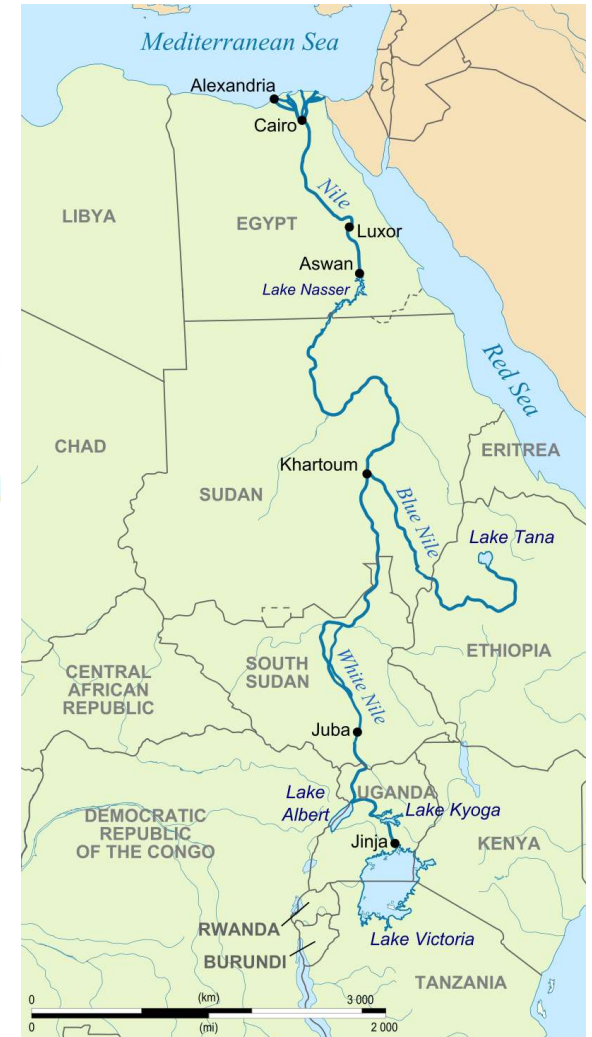 Mediterranean Sea
Alexandria
Cairo
Nile
LIBYA
EGYPT
Luxor
Aswan
Lake Nasser
Red Sea
CHAD
ERITREA
Khartoum
SUDAN
Blue Nile
Lake Tana
ETHIOPIA
SOUTH
SUDAN
White Nile
CENTRAL
AFRICAN
REPUBLIC
Juba
Lake
Albert
UGANDA
Lake Kyoga
DEMOCRATIC
REPUBLIC
OF THE CONGO
Jinja
KENYA
RWANDA
Lake Victoria
BURUNDI
TANZANIA
0 (km) 3 000
0 (mi) 2 000